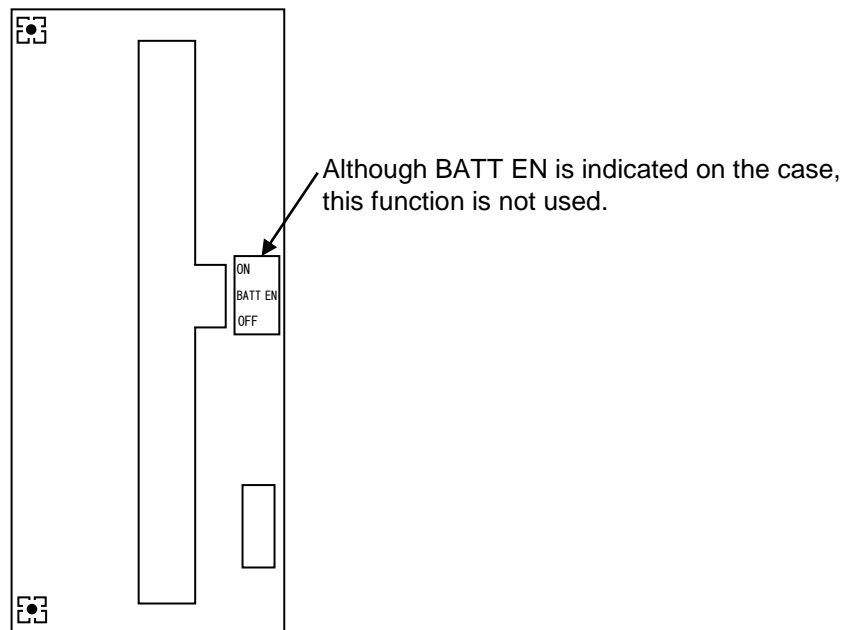 Although BATT EN is indicated on the case,
this function is not used.
ON
BATT EN
OFF